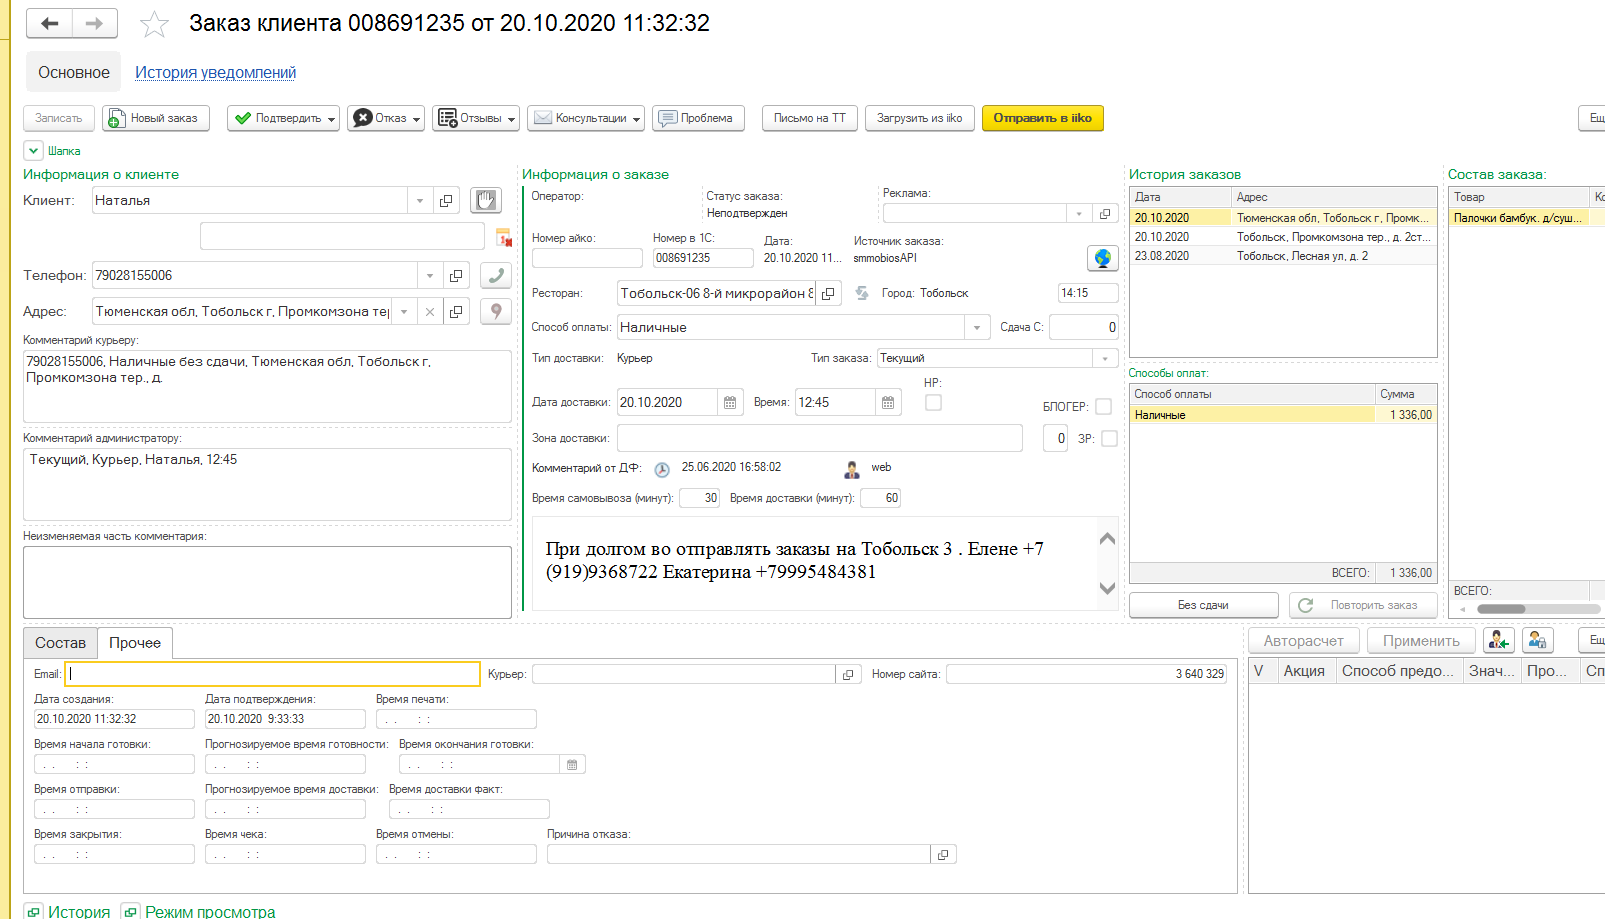 Заказ клиента 008691235 от 20.10.2020 11:32:32
Основное История уведомлений
Записать Новый заказ Подтвердить Отказ Отзывы Консультации Проблема Письмо на ТТ Загрузить из iiko Отправить в iiko Ещ
Шапка
Информация о клиенте
Клиент: Наталья
Телефон: 79028155006
Адрес: Тюменская обл, Тобольск г, Промкомзона тер
Комментарий курьеру:
79028155006, Наличные без сдачи, Тюменская обл, Тобольск г,
Промкомзона тер., д.
Комментарий администратору:
Текущий, Курьер, Наталья, 12:45
Неизменяемая часть комментария:
Информация о заказе
Оператор: Статус заказа: Реклама:
Неподтвержден
Номер айко: Номер в 1С: Дата: Источник заказа:
008691235 20.10.2020 11... smmobiosAPI
Ресторан: Тобольск-06 8-й микрорайон 8 Город: Тобольск 14:15
Способ оплаты: Наличные Сдача С: 0
Тип доставки: Курьер Тип заказа: Текущий
НР:
Дата доставки: 20.10.2020 Время: 12:45 БЛОГЕР:
Зона доставки: 0 ЗР:
Комментарий от ДФ: 25.06.2020 16:58:02 web
Время самовывоза (минут): 30 Время доставки (минут): 60
При долгом во отправлять заказы на Тобольск 3 . Елене +7
(919)9368722 Екатерина +79995484381
История заказов
Дата Адрес
20.10.2020 Тюменская обл, Тобольск г, Промк...
20.10.2020 Тобольск, Промкомзона тер., д. 2ст...
23.08.2020 Тобольск, Лесная ул, д. 2
Способы оплат:
Способ оплаты Сумма
Наличные 1 336,00
ВСЕГО: 1 336,00
Без сдачи Повторить заказ
Состав заказа:
Товар Ко
Палочки бамбук. д/суш...
ВСЕГО:
Состав Прочее
Email: Курьер: Номер сайта: 3 640 329
Дата создания: Дата подтверждения: Время печати:
20.10.2020 11:32:32 20.10.2020 9:33:33 . . : :
Время начала готовки: Прогнозируемое время готовности: Время окончания готовки:
. . : : . . : : . . : :
Время отправки: Прогнозируемое время доставки: Время доставки факт:
. . : : . . : : . . : :
Время закрытия: Время чека: Время отмены: Причина отказа:
. . : : . . : : . . : :
Авторасчет Применить Ещ
V Акция Способ предо... Знач... Про... Сп
История Режим просмотра